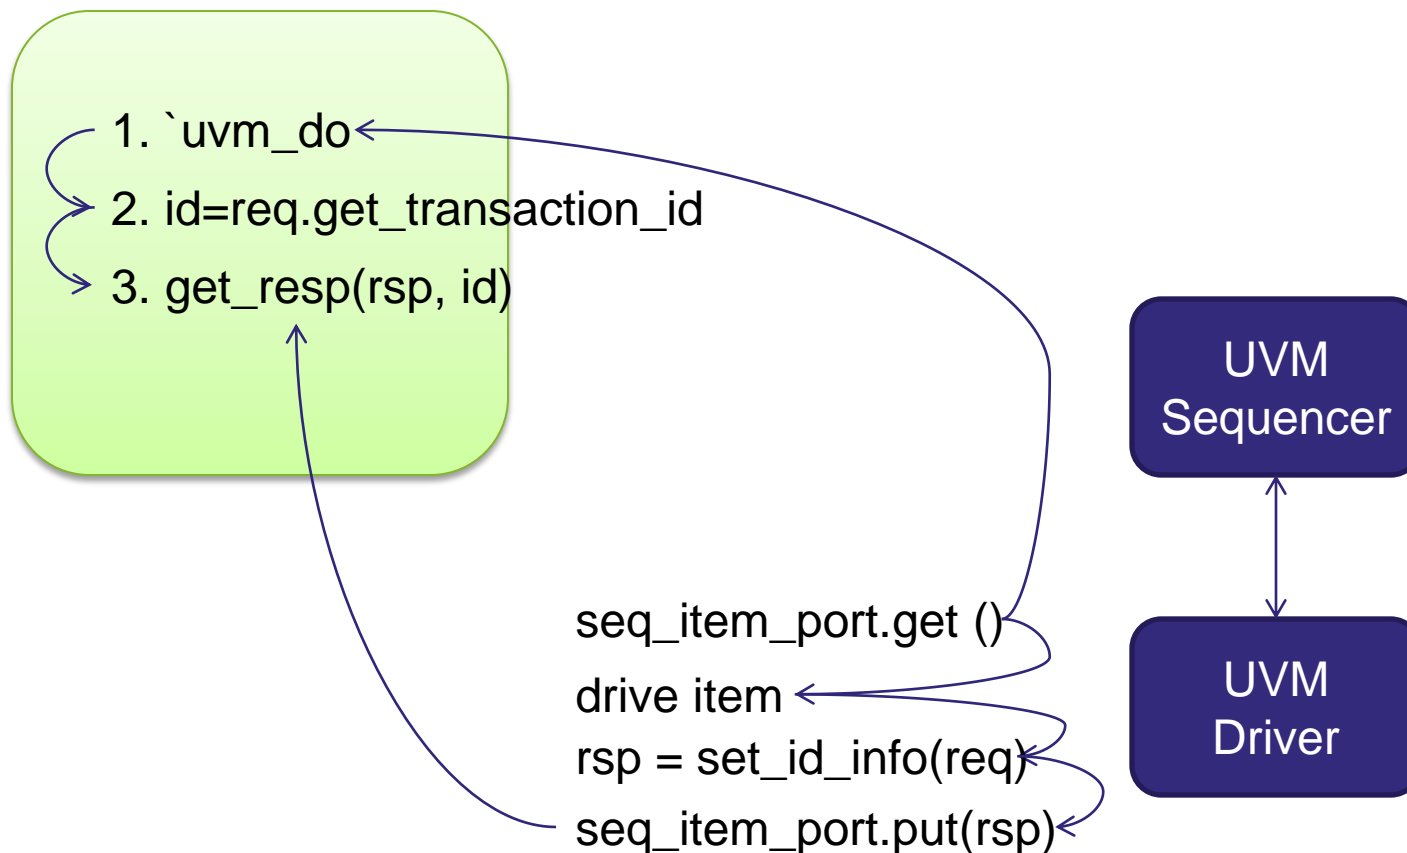 1. `uvm_do
2. id=req.get_transaction_id
3. get_resp(rsp, id)
UVM
Sequencer
seq_item_port.get ()
drive item
rsp = set_id_info(req)
seq_item_port.put(rsp)
UVM
Driver